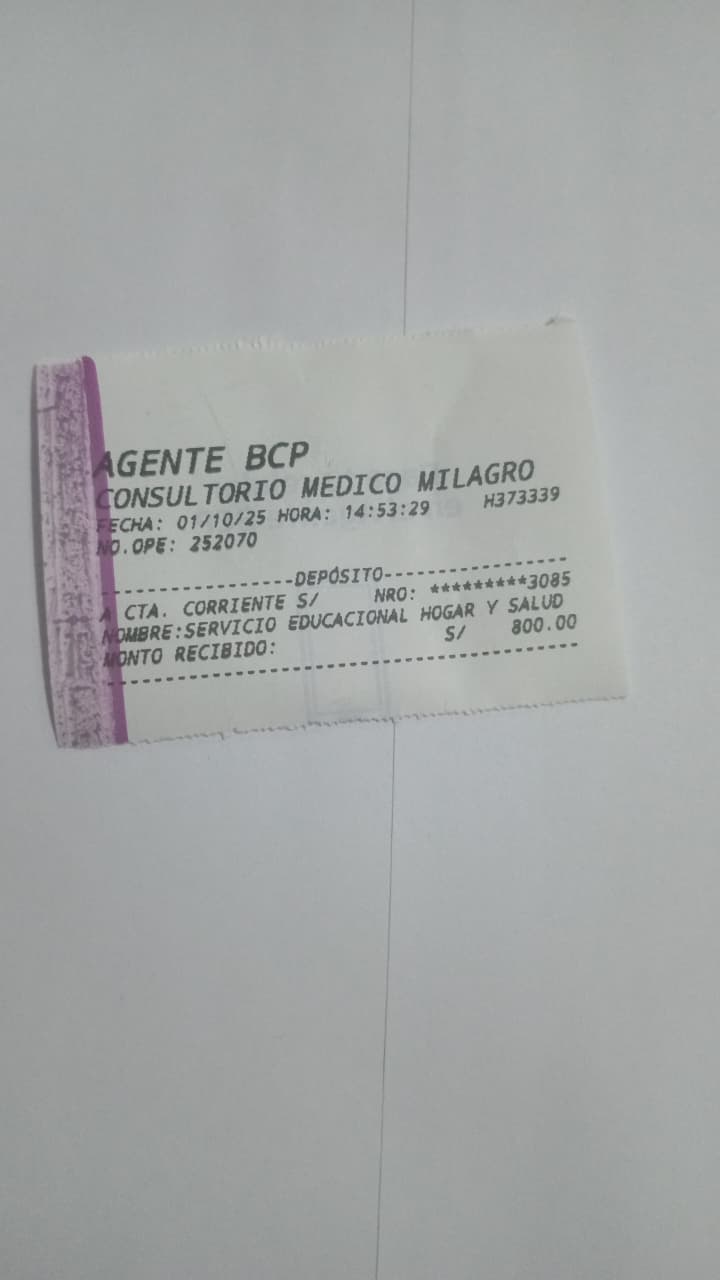 AGENTE BCP
CONSULTORIO MEDICO MILAGRO
FECHA: 01/10/25 HORA: 14:53:29 H373339
NO.OPE: 252070
-----------------DEPÓSITO-----------------
A CTA. CORRIENTE S/ NRO: *********3085
NOMBRE:SERVICIO EDUCACIONAL HOGAR Y SALUD
MONTO RECIBIDO: S/ 800.00